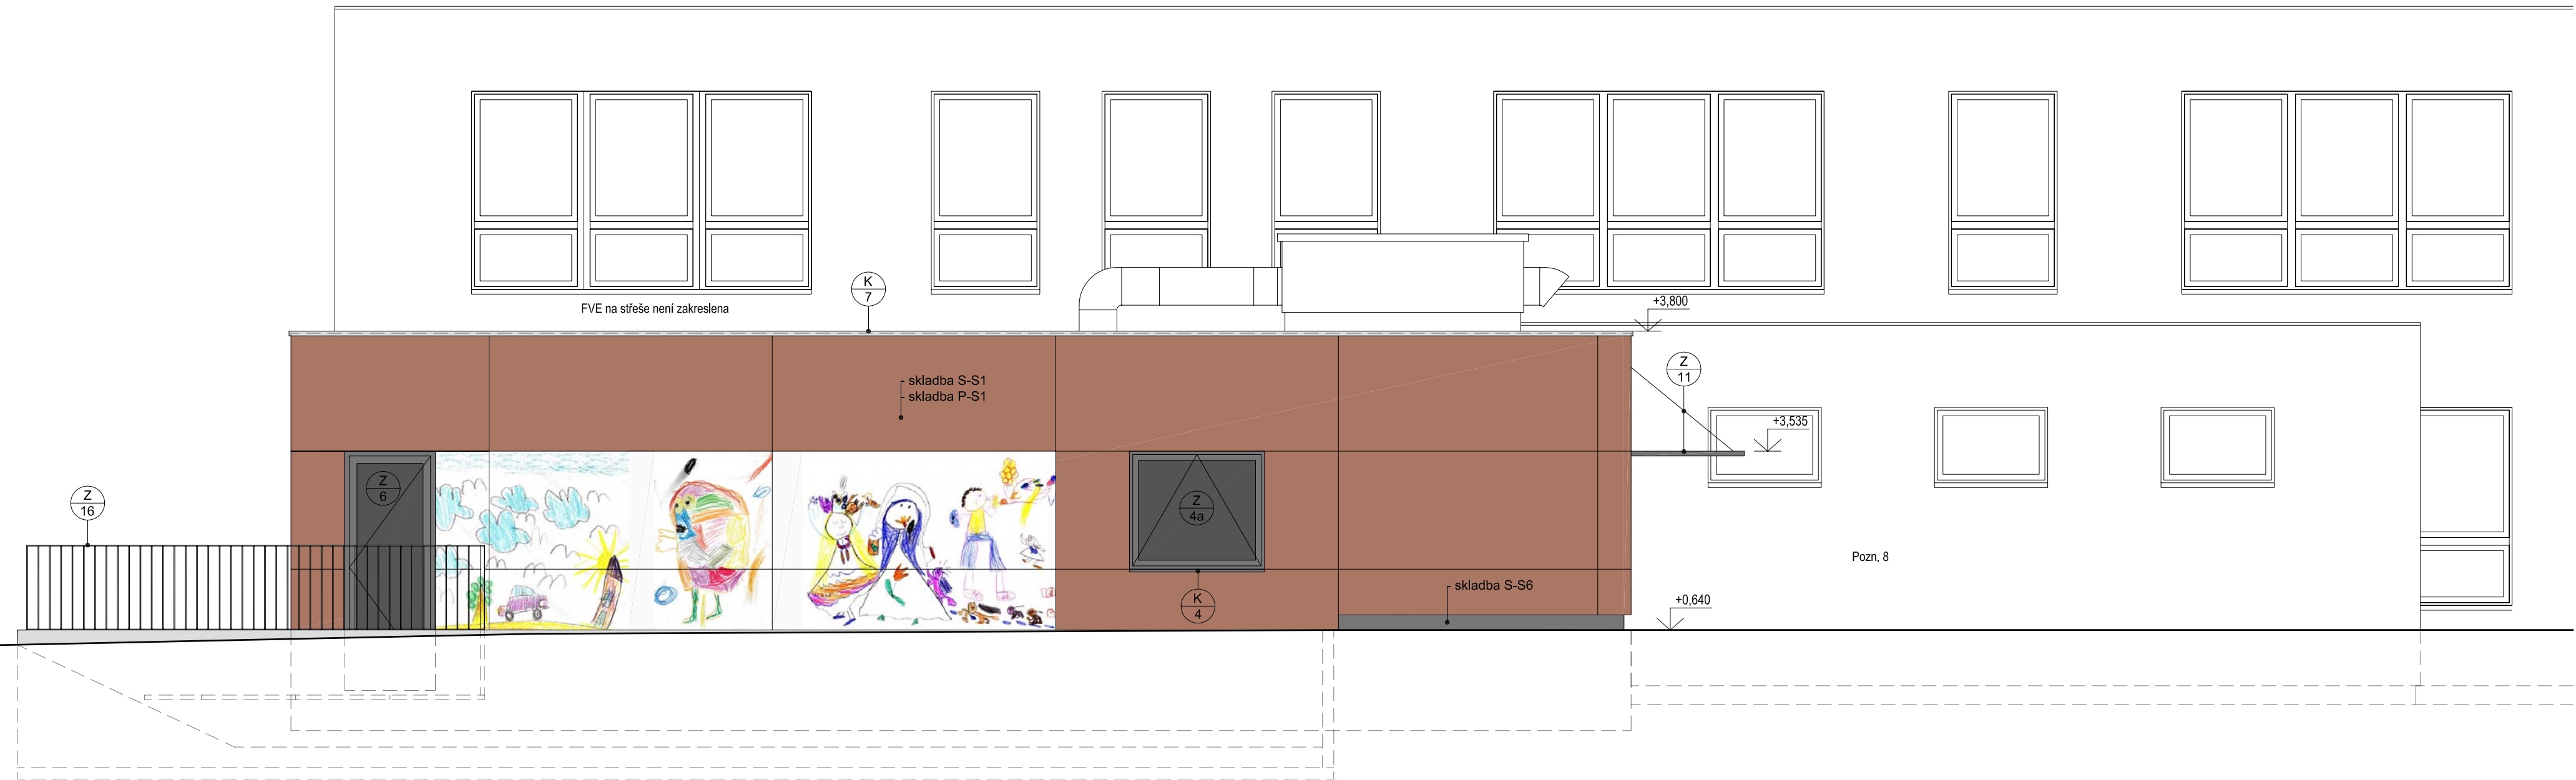 FVE na střeše není zakreslena
K
7
+3,800
skladba S-S1
skladba P-S1
Z
11
+3,535
Z
6
Z
16
Z
4a
Pozn. 8
K
4
skladba S-S6
+0,640